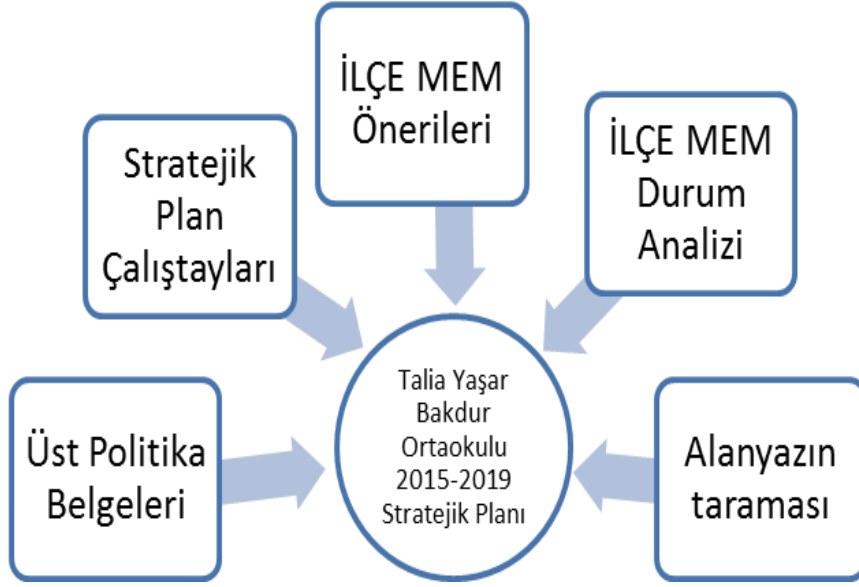 İLÇE MEM
Önerileri
Stratejik
Plan
Çalıştayları
İLÇE MEM
Durum
Analizi
Üst Politika
Belgeleri
Talia Yaşar
Bakdur
Ortaokulu
2015-2019
Stratejik Planı
Alanyazın
taraması